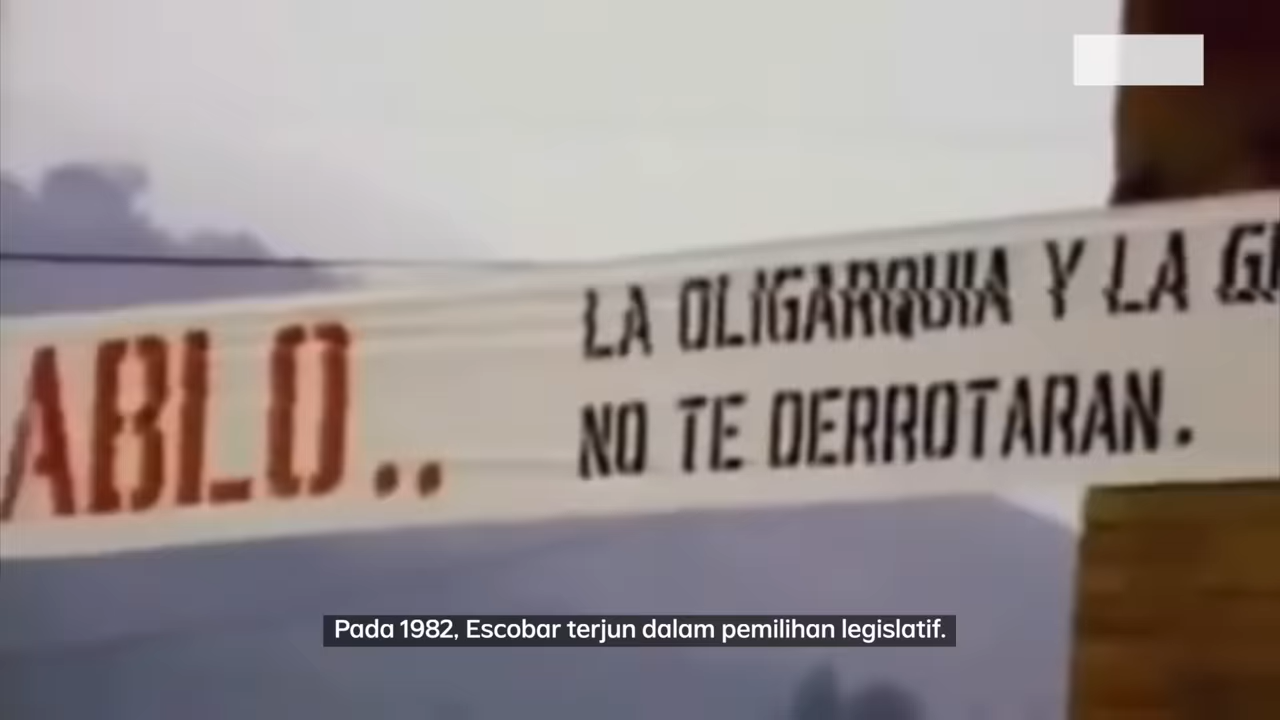 ABLO..
LA OLIGARQUIA Y LA
NO TE DERROTARAN.
Pada 1982, Escobar terjun dalam pemilihan legislatif.